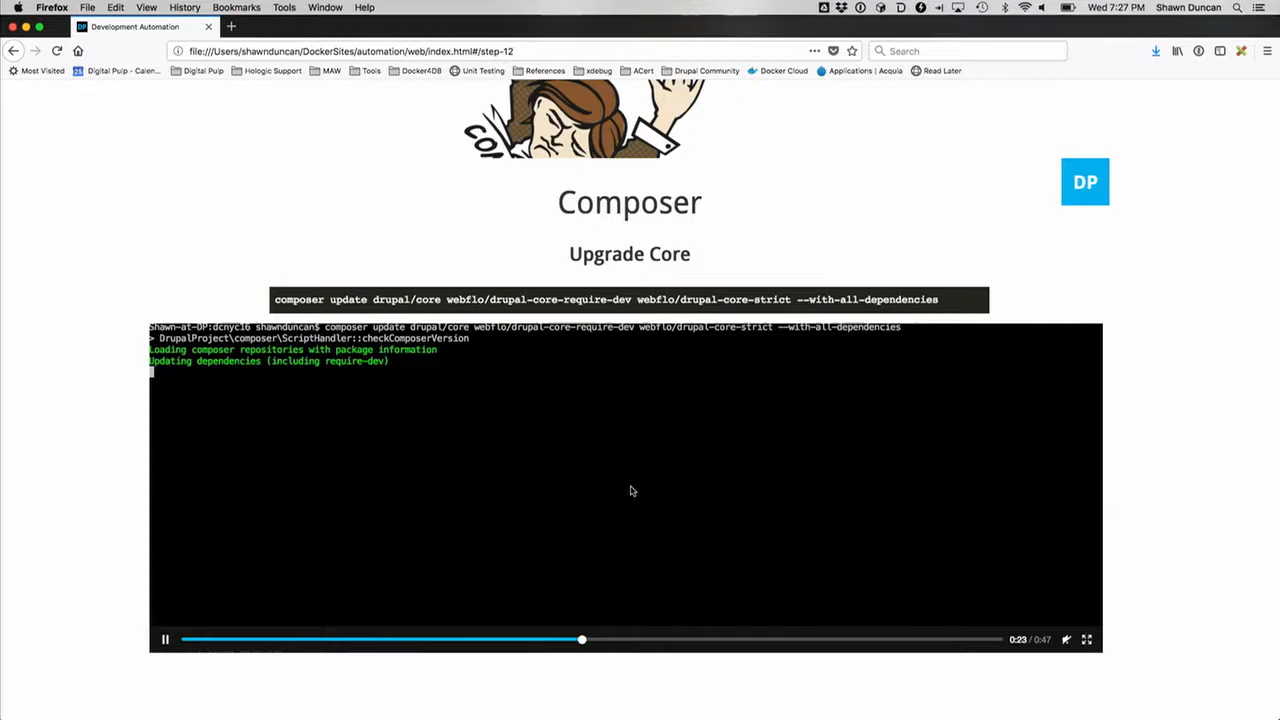 Firefox File Edit View History Bookmarks Tools Window Help Wed 7:27 PM Shawn Duncan
DP Development Automation
file:///Users/shawnduncan/DockerSites/automation/web/index.html#/step-12 Search
Most Visited 25 Digital Pulp - Calen... Digital Pulp Hologic Support MAW Tools Docker4D8 Unit Testing References xdebug ACert Drupal Community Docker Cloud Applications | Acquia Read Later
DP
Composer
Upgrade Core
composer update drupal/core webflo/drupal-core-require-dev webflo/drupal-core-strict --with-all-dependencies
Shawn-at-DP:dcnyc16 shawnduncan$ composer update drupal/core webflo/drupal-core-require-dev webflo/drupal-core-strict --with-all-dependencies
> DrupalProject\composer\ScriptHandler::checkComposerVersion
Loading composer repositories with package information
Updating dependencies (including require-dev)
0:23 / 0:47